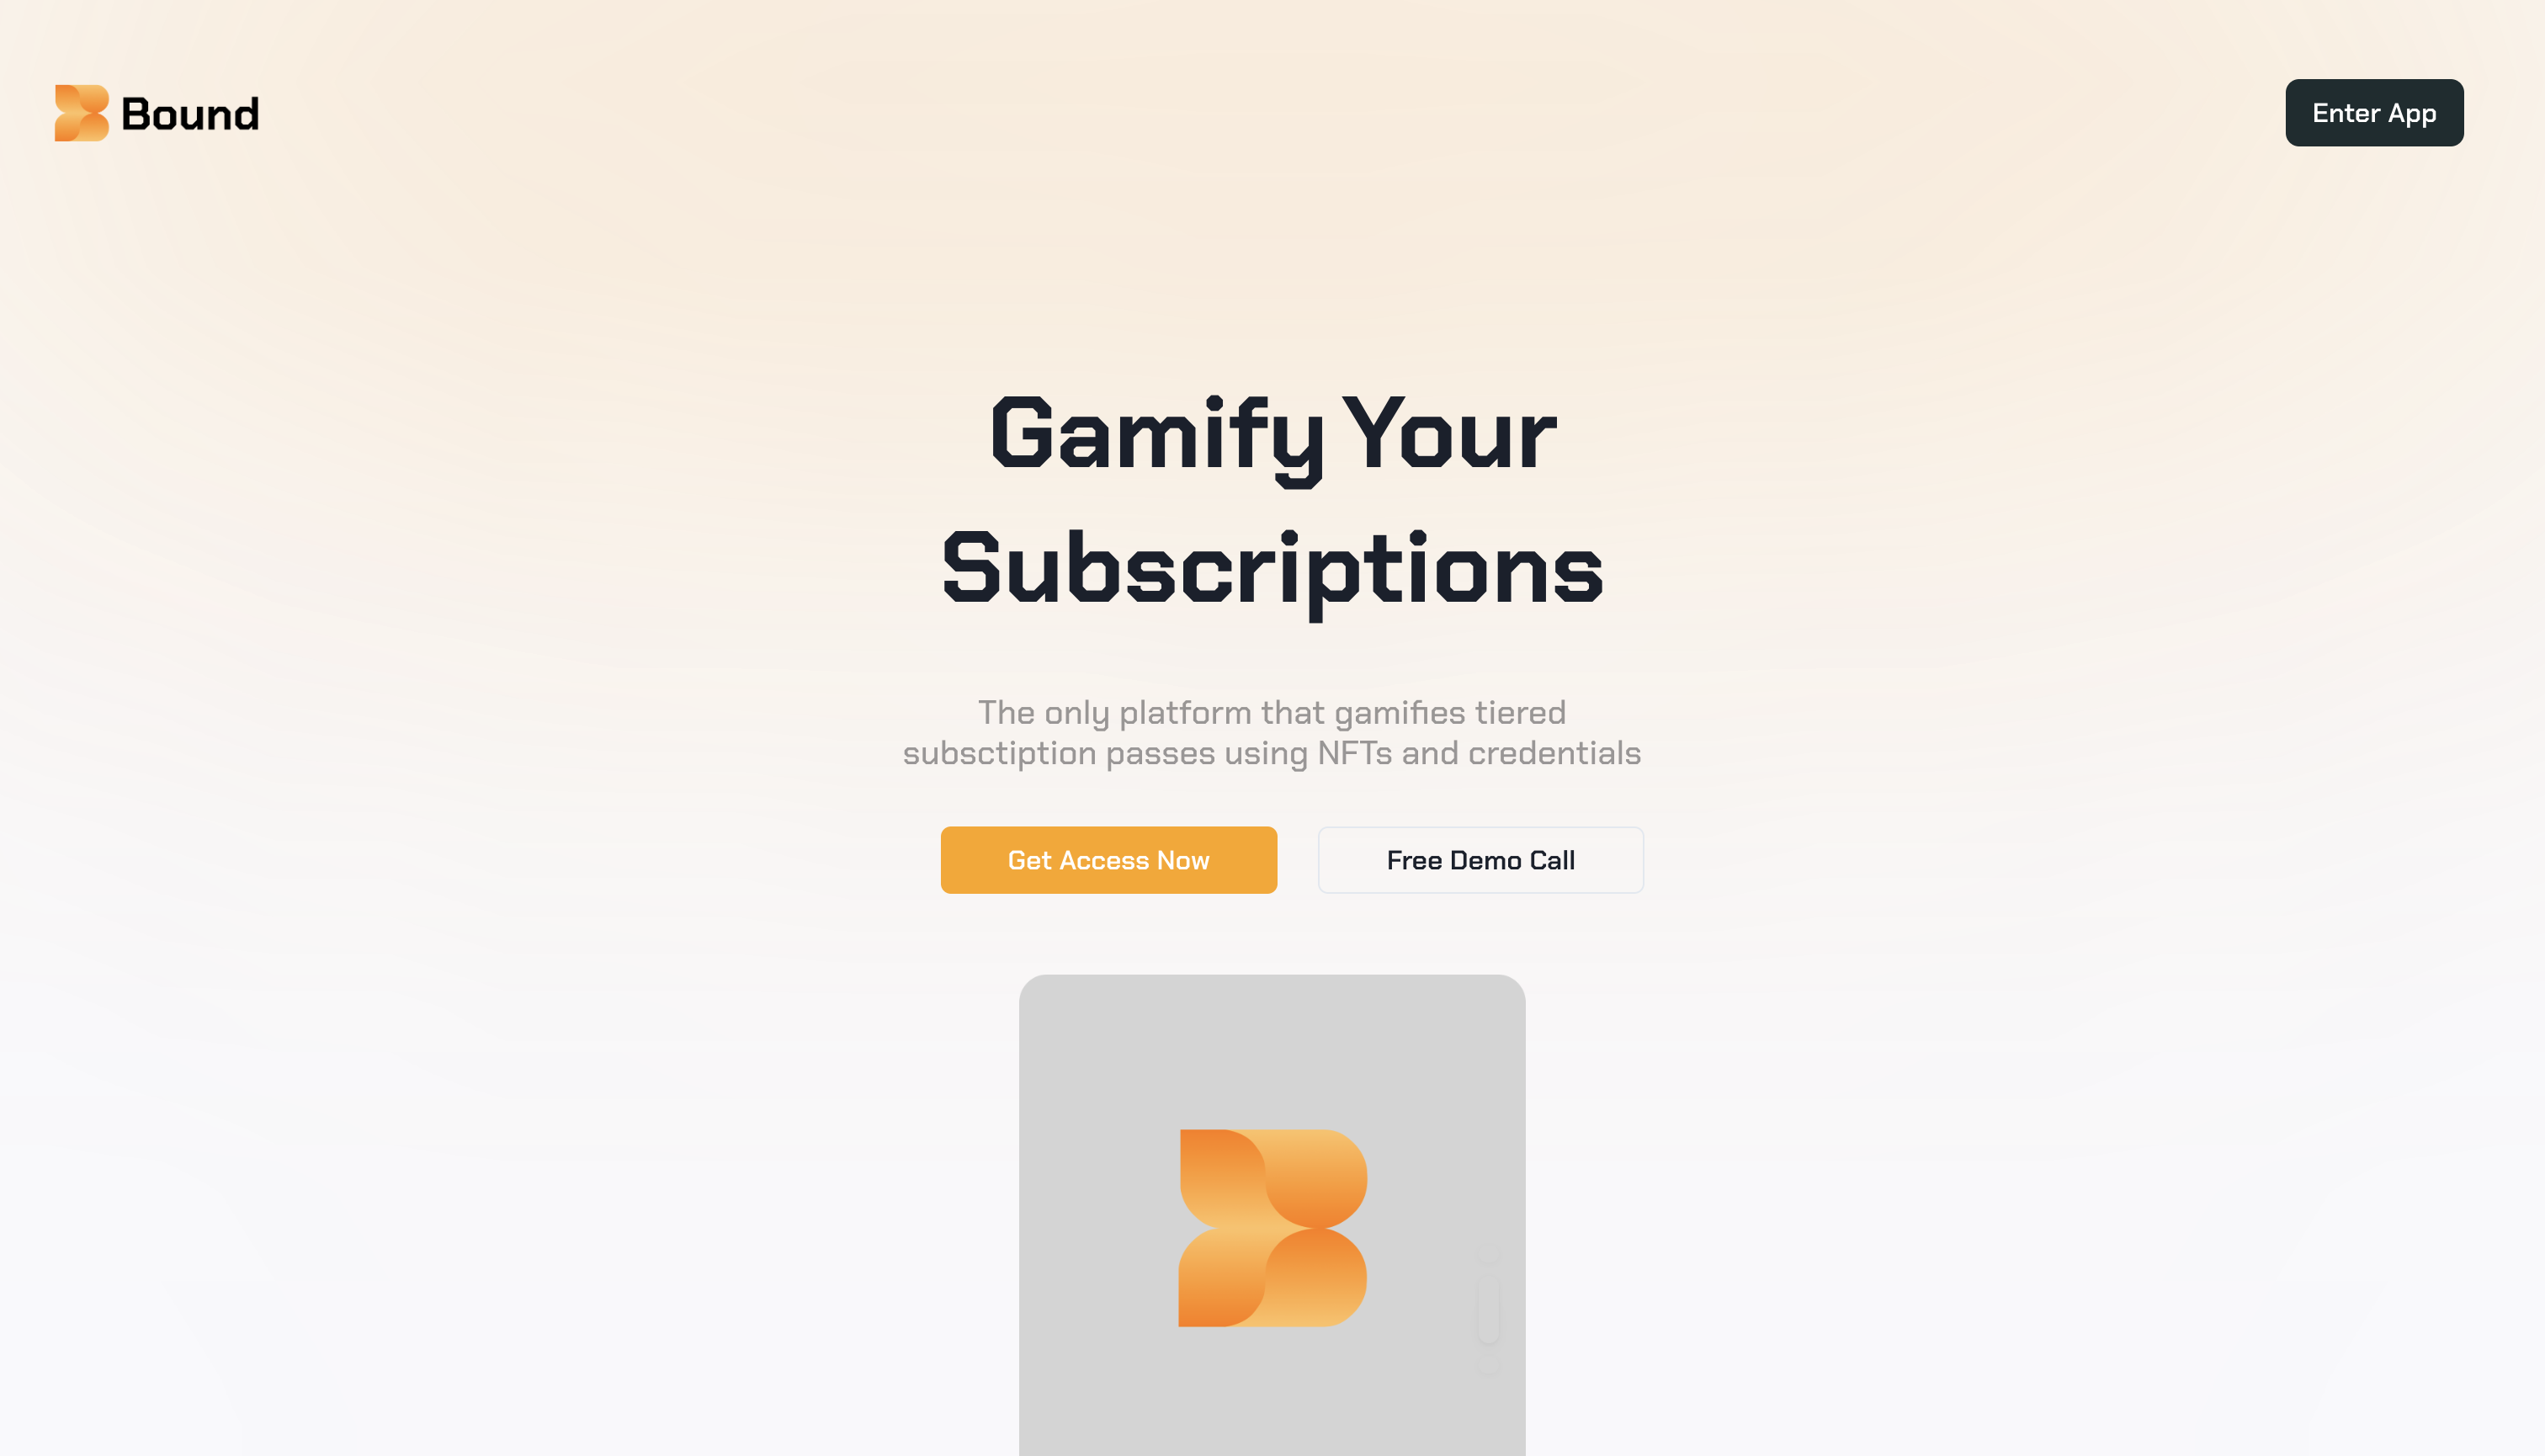 Bound
Enter App
Gamify Your
Subscriptions
The only platform that gamifies tiered
subsctiption passes using NFTs and credentials
Get Access Now
Free Demo Call